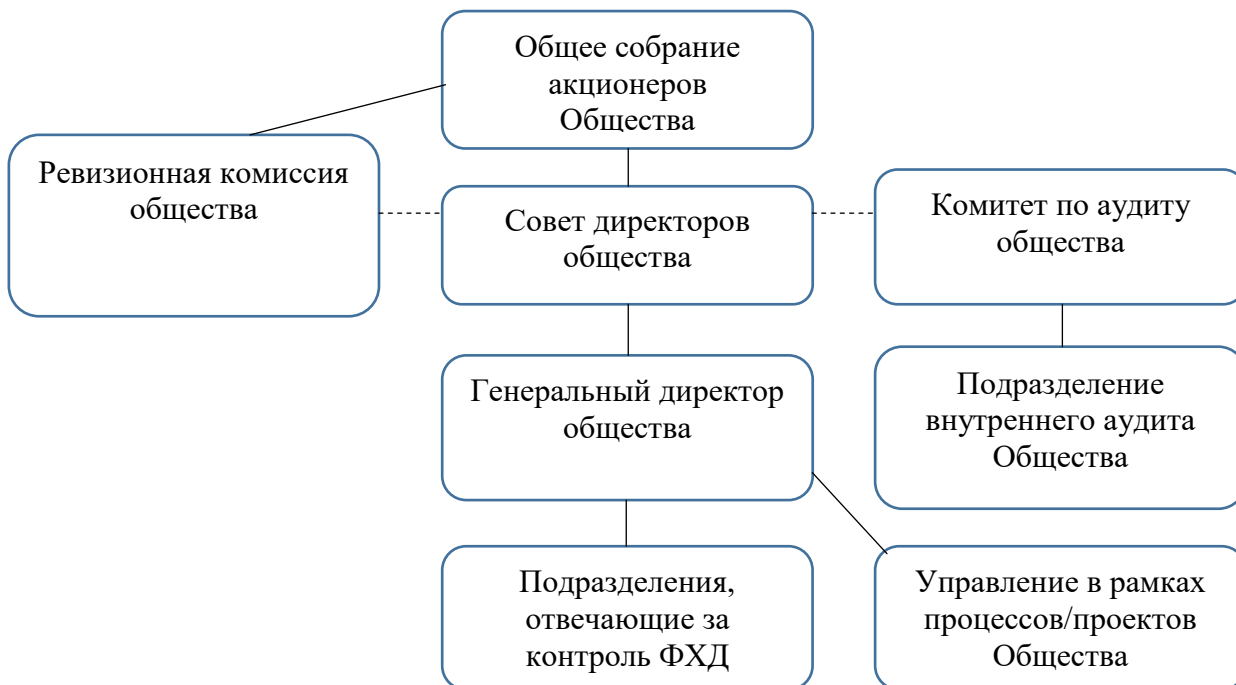 Общее собрание
акционеров
Общества
Ревизионная комиссия
общества
Совет директоров
общества
Комитет по аудиту
общества
Генеральный директор
общества
Подразделение
внутреннего аудита
Общества
Подразделения,
отвечающие за
контроль ФХД
Управление в рамках
процессов/проектов
Общества